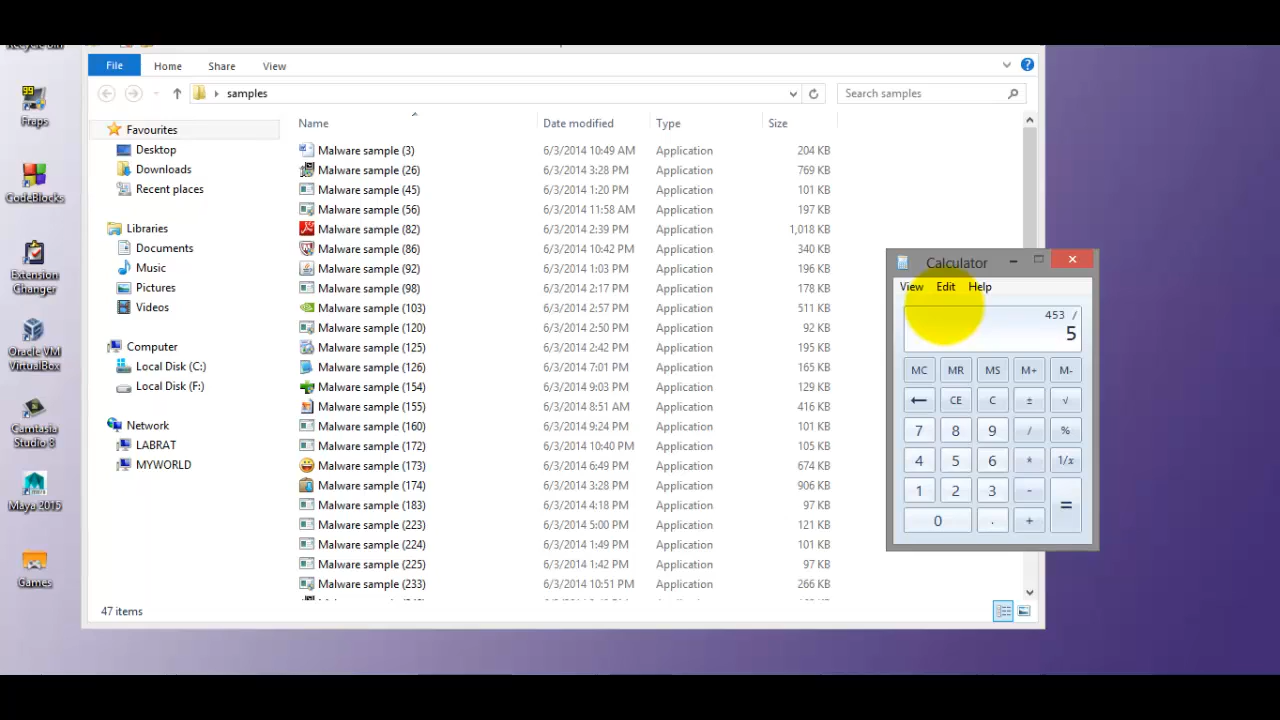 Recycle Bin
File Home Share View
samples Search samples
Name Date modified Type Size
Favourites
Desktop
Downloads
Recent places
Libraries
Documents
Music
Pictures
Videos
Computer
Local Disk (C:)
Local Disk (F:)
Network
LABRAT
MYWORLD
Malware sample (3) 6/3/2014 10:49 AM Application 204 KB
Malware sample (26) 6/3/2014 3:28 PM Application 769 KB
Malware sample (45) 6/3/2014 1:20 PM Application 101 KB
Malware sample (56) 6/3/2014 11:58 AM Application 197 KB
Malware sample (82) 6/3/2014 2:39 PM Application 1,018 KB
Malware sample (86) 6/3/2014 10:42 PM Application 340 KB
Malware sample (92) 6/3/2014 1:03 PM Application 196 KB
Malware sample (98) 6/3/2014 2:17 PM Application 178 KB
Malware sample (103) 6/3/2014 2:57 PM Application 511 KB
Malware sample (120) 6/3/2014 2:50 PM Application 92 KB
Malware sample (125) 6/3/2014 2:42 PM Application 195 KB
Malware sample (126) 6/3/2014 7:01 PM Application 165 KB
Malware sample (154) 6/3/2014 9:03 PM Application 129 KB
Malware sample (155) 6/3/2014 8:51 AM Application 416 KB
Malware sample (160) 6/3/2014 9:24 PM Application 101 KB
Malware sample (172) 6/3/2014 10:40 PM Application 105 KB
Malware sample (173) 6/3/2014 6:49 PM Application 674 KB
Malware sample (174) 6/3/2014 3:28 PM Application 906 KB
Malware sample (183) 6/3/2014 4:18 PM Application 97 KB
Malware sample (223) 6/3/2014 5:00 PM Application 121 KB
Malware sample (224) 6/3/2014 1:49 PM Application 101 KB
Malware sample (225) 6/3/2014 1:42 PM Application 97 KB
Malware sample (233) 6/3/2014 10:51 PM Application 266 KB
47 items
99
Fraps
CodeBlocks
Extension
Changer
Oracle VM
VirtualBox
Camtasia
Studio 8
Maya 2015
Games
Calculator
View Edit Help
453 /
5
MC MR MS M+ M-
← CE C ± √
7 8 9 / %
4 5 6 * 1/x
1 2 3 - =
0 . +